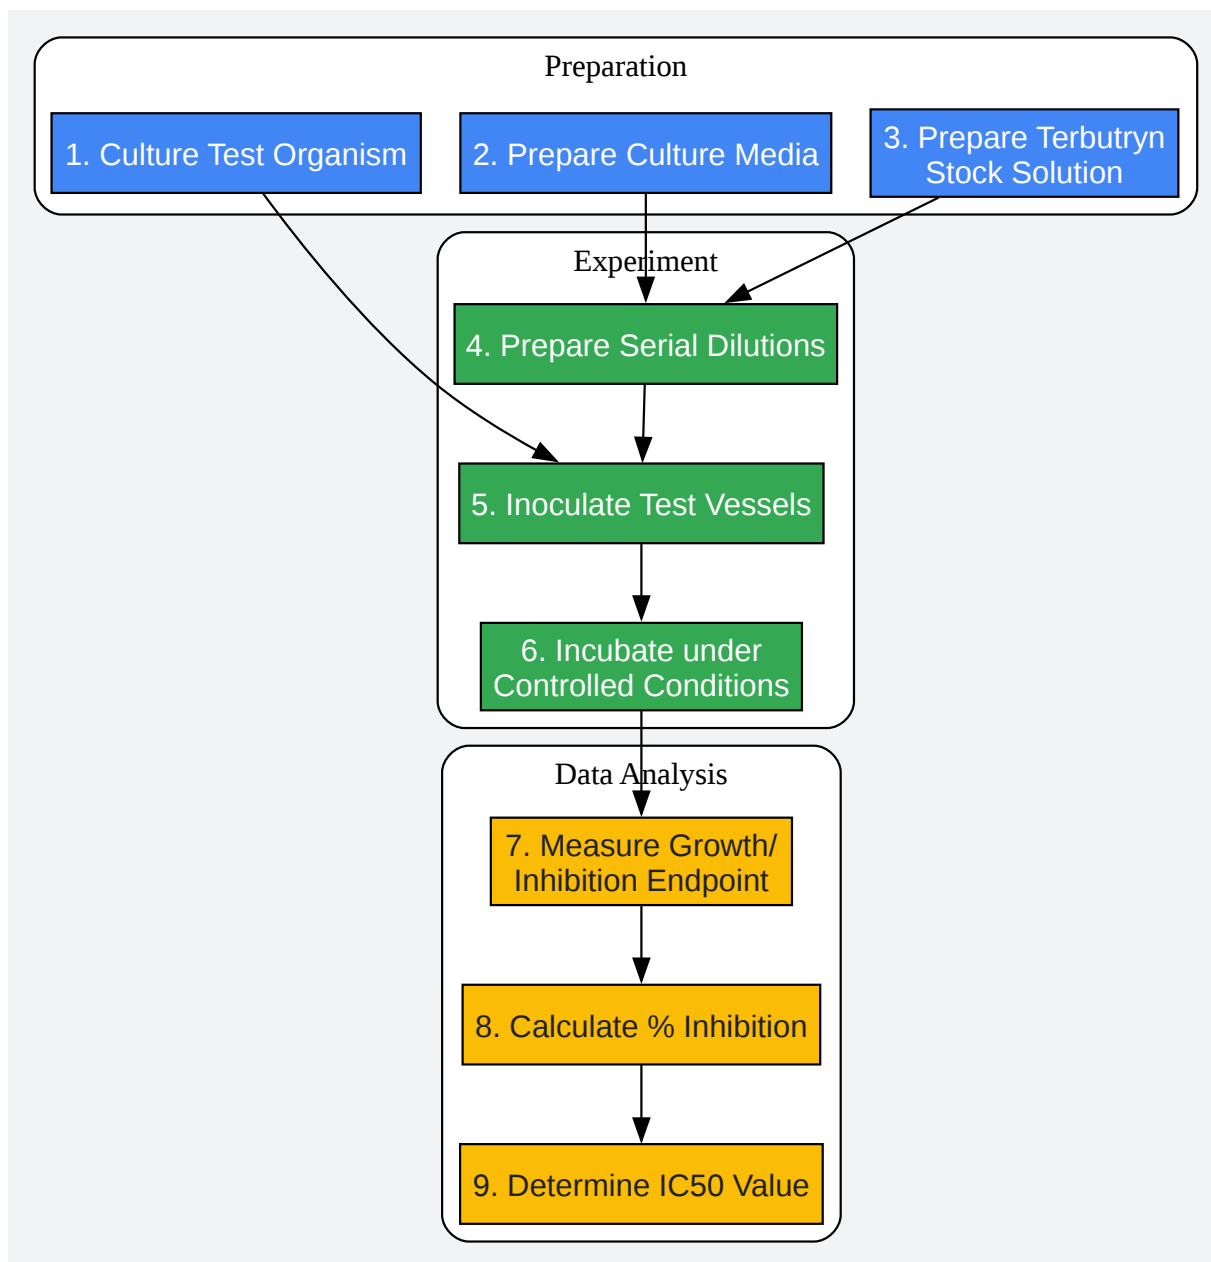 Preparation
1. Culture Test Organism
2. Prepare Culture Media
3. Prepare Terbutryn
Stock Solution
Experiment
4. Prepare Serial Dilutions
5. Inoculate Test Vessels
6. Incubate under
Controlled Conditions
Data Analysis
7. Measure Growth/
Inhibition Endpoint
8. Calculate % Inhibition
9. Determine IC50 Value